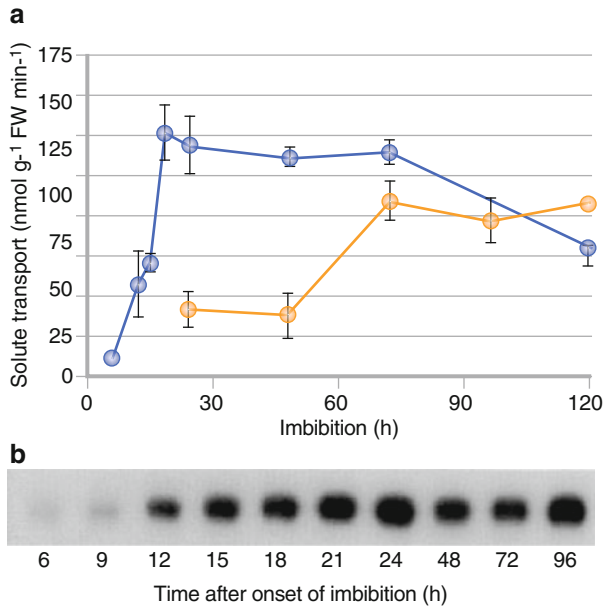 a
Solute transport (nmol g-1 FW min-1)
175
150
125
100
75
50
25
0
0 30 60 90 120
Imbibition (h)
b
6 9 12 15 18 21 24 48 72 96
Time after onset of imbibition (h)